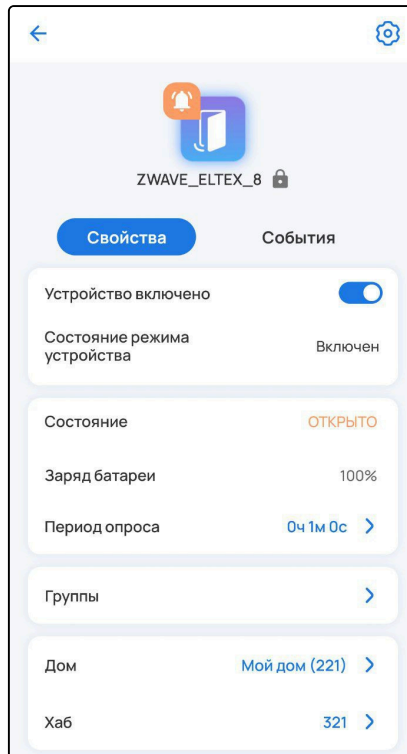 ZWAVE_ELTEX_8
Свойства События
Устройство включено
Состояние режима
устройства
Включен
Состояние ОТКРЫТО
Заряд батареи 100%
Период опроса 0ч 1м 0с
Группы
Дом Мой дом (221)
Хаб 321